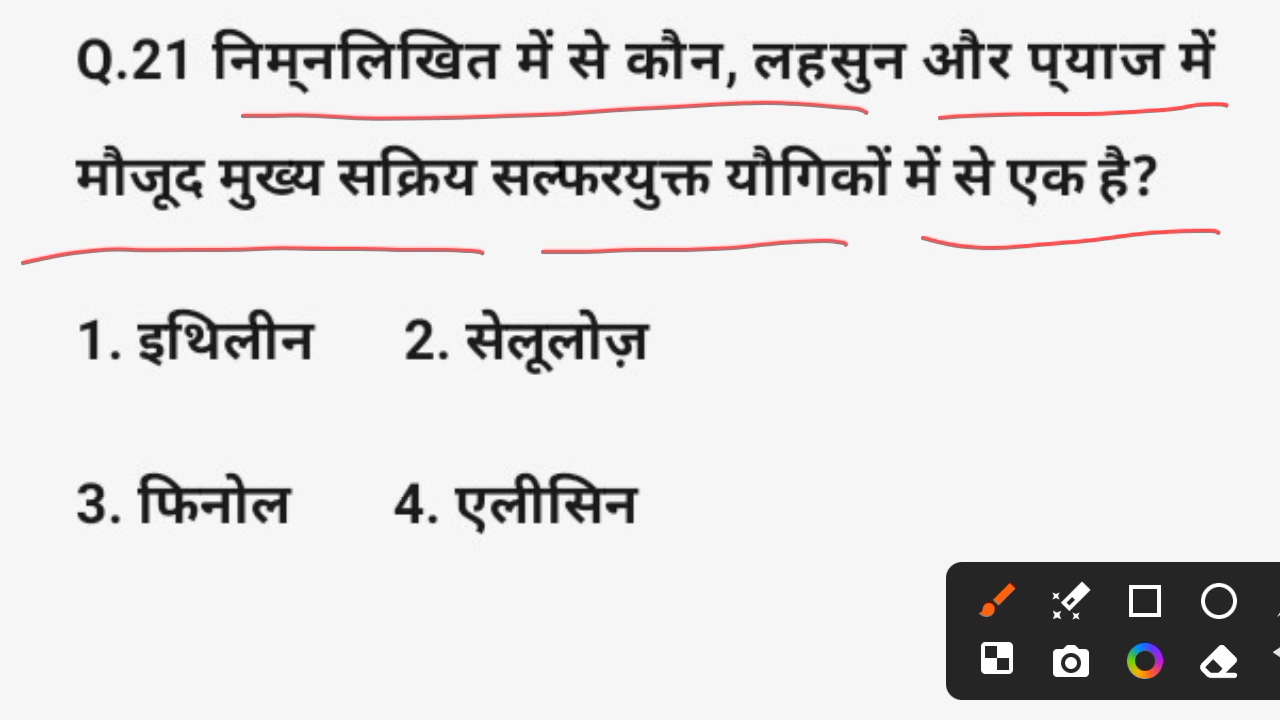 Q.21 निम्नलिखित में से कौन, लहसुन और प्याज में
मौजूद मुख्य सक्रिय सल्फरयुक्त यौगिकों में से एक है?
1. इथिलीन 2. सेलूलोज़
3. फिनोल 4. एलीसिन